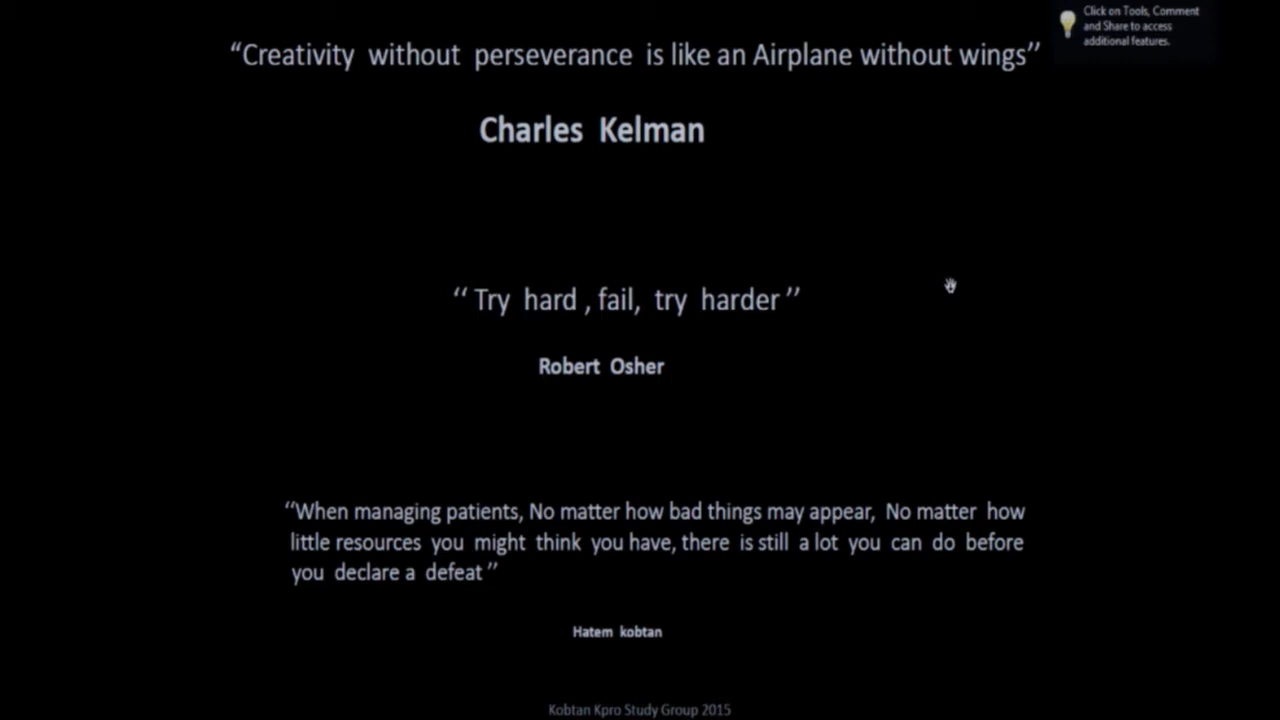 Click on Tools, Comment
and Share to access
additional features.
“Creativity without perseverance is like an Airplane without wings”
Charles Kelman
“ Try hard , fail, try harder ”
Robert Osher
“When managing patients, No matter how bad things may appear, No matter how
little resources you might think you have, there is still a lot you can do before
you declare a defeat ”
Hatem kobtan
Kobtan Kpro Study Group 2015